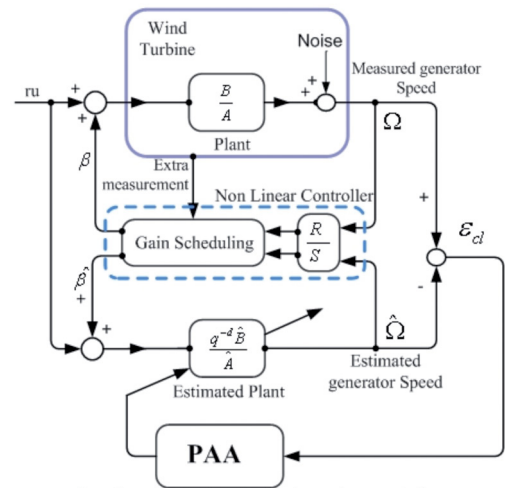 Wind
Turbine
Noise
Measured generator
Speed
ru
+
+
B
A
+
+
Plant
Ω
β
Extra
measurement
Non Linear Controller
+
Gain Scheduling
R
S
ε_cl
β̂
+
-
+
q^{-d} B̂
Â
Ω̂
Estimated
generator Speed
Estimated Plant
PAA